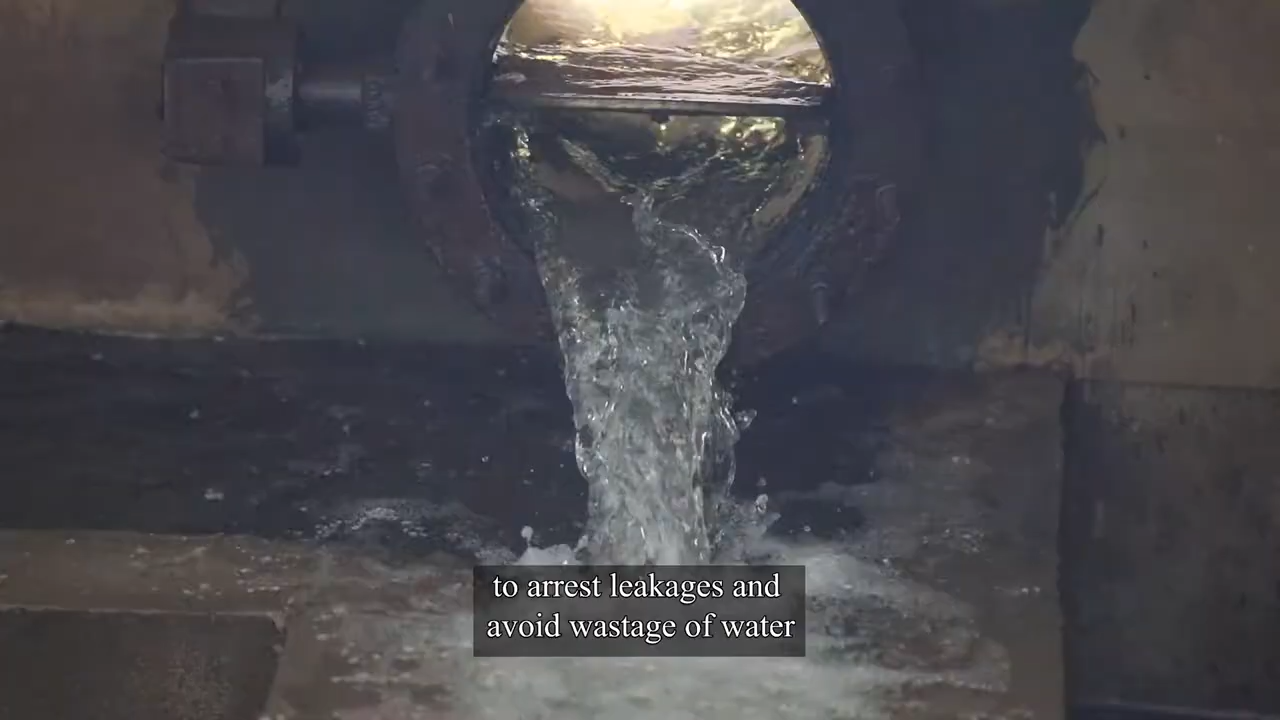 to arrest leakages and
avoid wastage of water